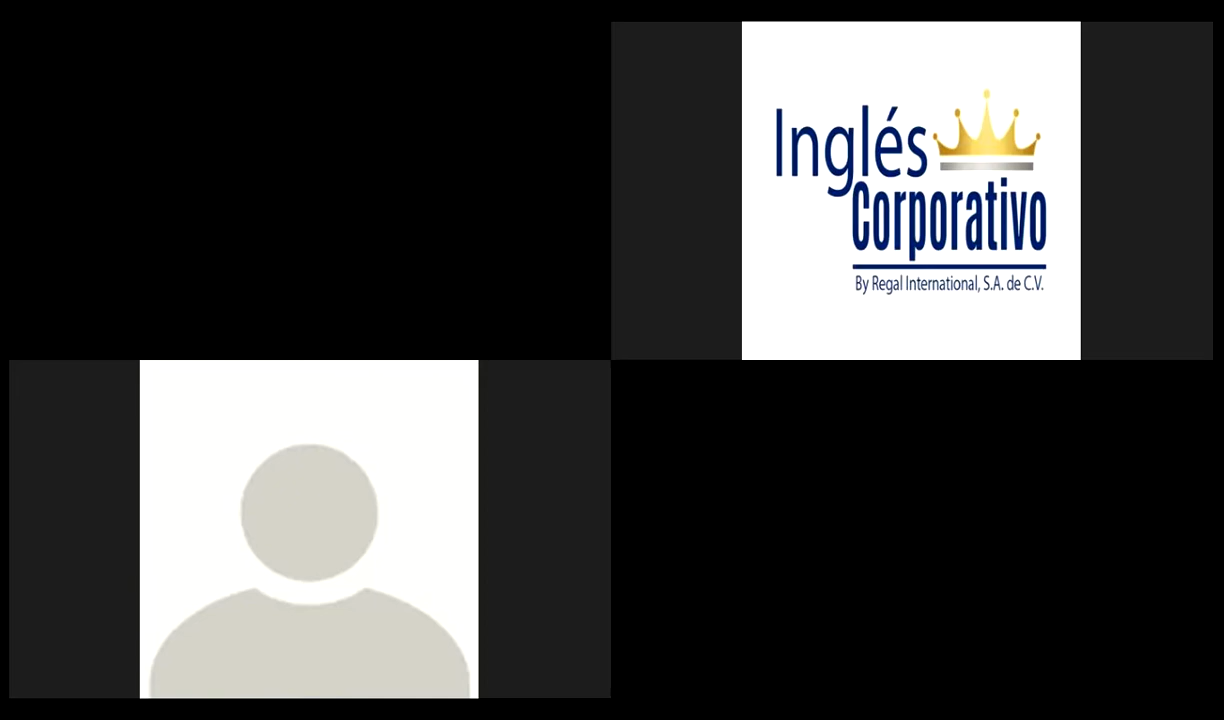 Inglés
Corporativo
By Regal International, S.A. de C.V.